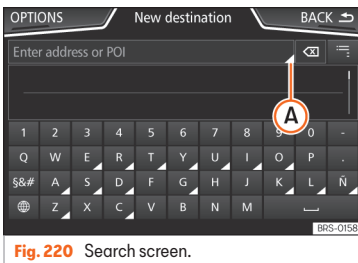 OPTIONS New destination BACK
Enter address or POI
A
1 2 3 4 5 6 7 8 9 0 -
Q W E R T Y U I O P .
§&# A S D F G H J K L Ñ
Z X C V B N M
BRS-0158
Fig. 220 Search screen.